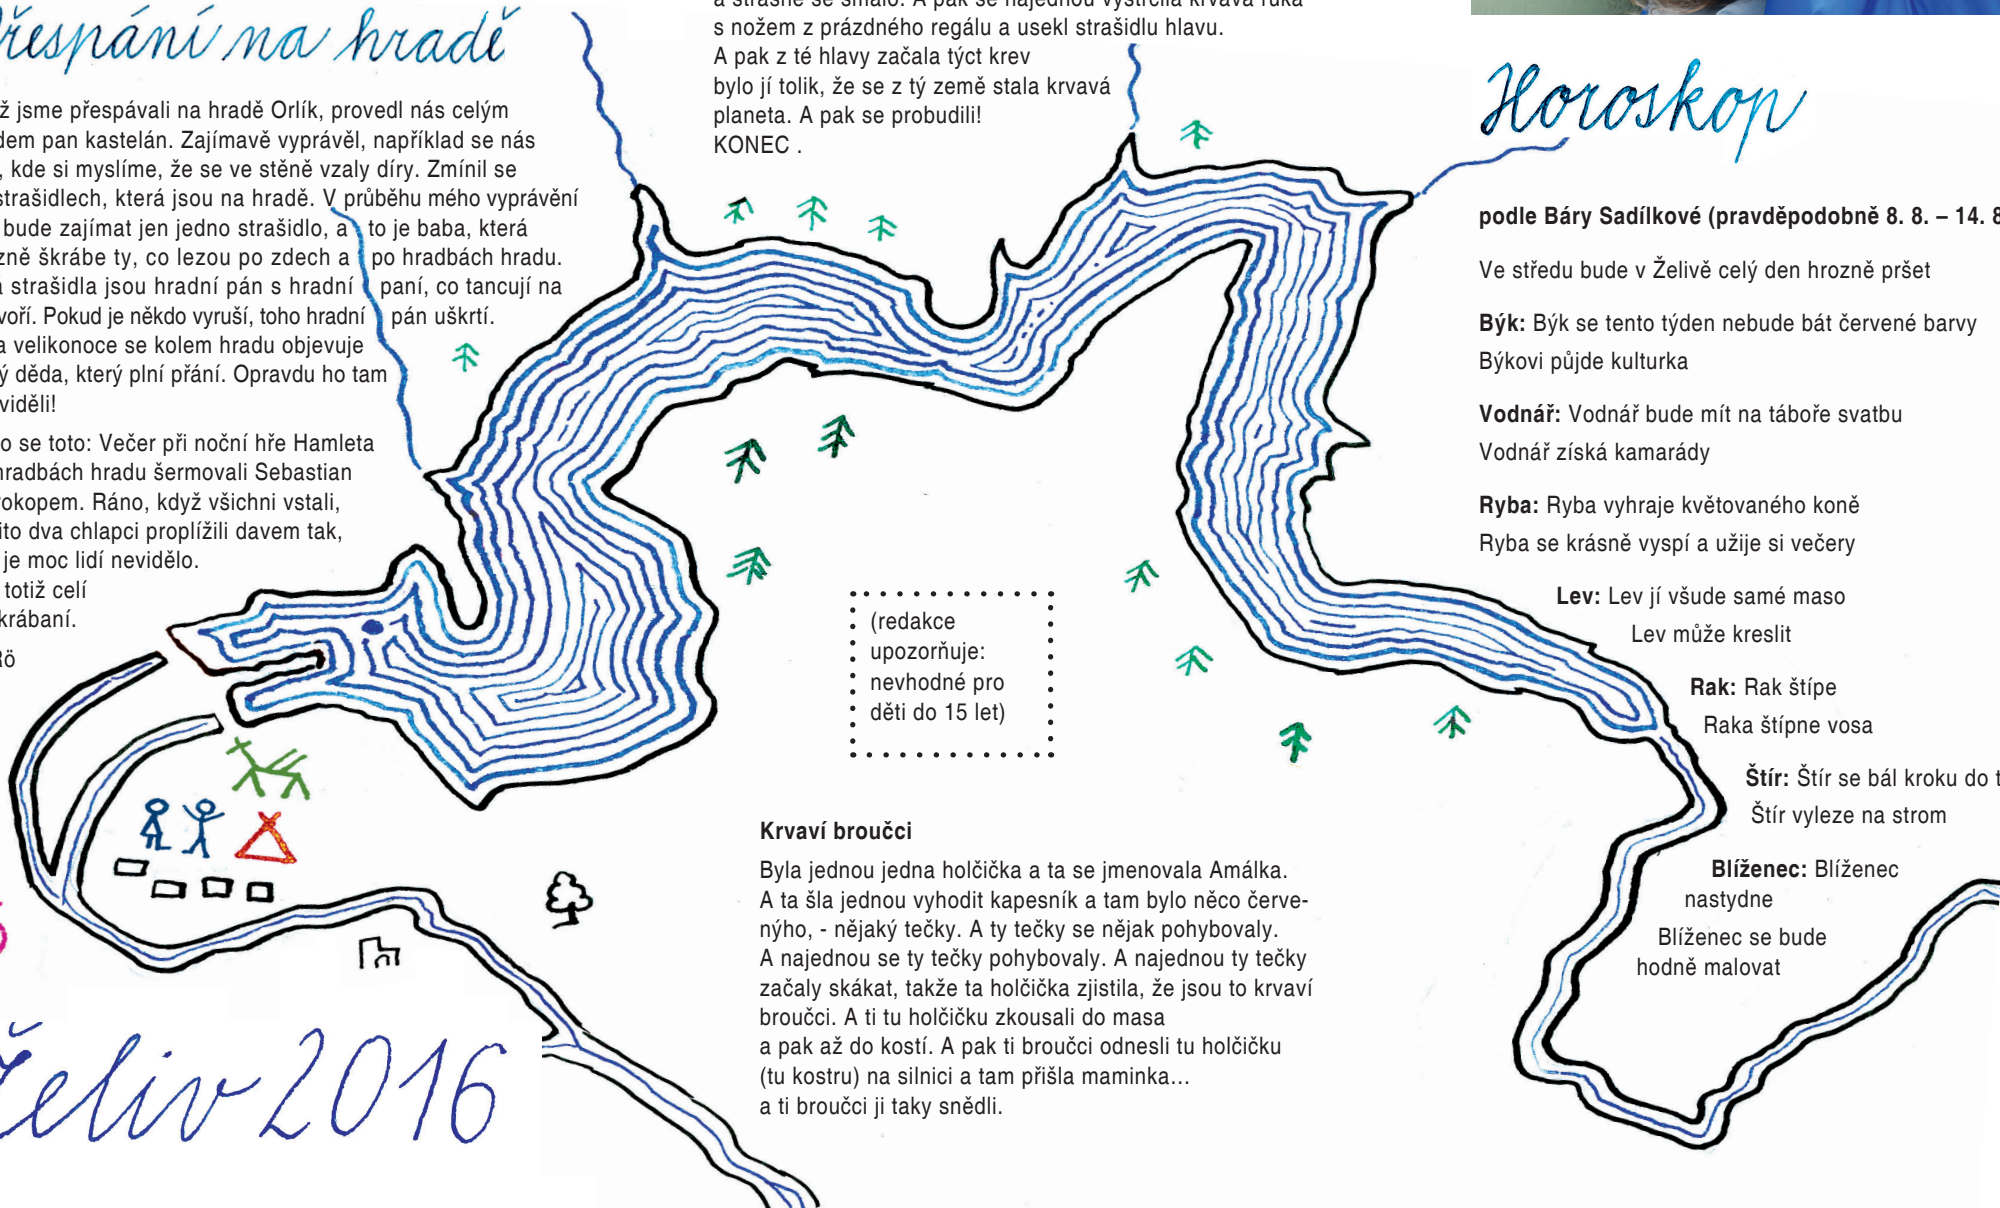 řespání na hradě
ž jsme přespávali na hradě Orlík, provedl nás celým
dem pan kastelán. Zajímavě vyprávěl, například se nás
, kde si myslíme, že se ve stěně vzaly díry. Zmínil se
strašidlech, která jsou na hradě. V průběhu mého vyprávění
bude zajímat jen jedno strašidlo, a to je baba, která
zně škrábe ty, co lezou po zdech a po hradbách hradu.
á strašidla jsou hradní pán s hradní paní, co tancují na
voří. Pokud je někdo vyruší, toho hradní pán uškrtí.
a velikonoce se kolem hradu objevuje
ý děda, který plní přání. Opravdu ho tam
viděli!
o se toto: Večer při noční hře Hamleta
hradbách hradu šermovali Sebastian
rokopem. Ráno, když všichni vstali,
ito dva chlapci proplížili davem tak,
je moc lidí nevidělo.
totiž celí
krábaní.
Rö
Želiv 2016
a strašně se smálo. A pak se najednou vystrčila krvavá ruka
s nožem z prázdného regálu a usekl strašidlu hlavu.
A pak z té hlavy začala týct krev
bylo jí tolik, že se z tý země stala krvavá
planeta. A pak se probudili!
KONEC .
(redakce
upozorňuje:
nevhodné pro
děti do 15 let)
Krvaví broučci
Byla jednou jedna holčička a ta se jmenovala Amálka.
A ta šla jednou vyhodit kapesník a tam bylo něco červe-
nýho, - nějaký tečky. A ty tečky se nějak pohybovaly.
A najednou se ty tečky pohybovaly. A najednou ty tečky
začaly skákat, takže ta holčička zjistila, že jsou to krvaví
broučci. A ti tu holčičku zkousali do masa
a pak až do kostí. A pak ti broučci odnesli tu holčičku
(tu kostru) na silnici a tam přišla maminka…
a ti broučci ji taky snědli.
Horoskop
podle Báry Sadílkové (pravděpodobně 8. 8. – 14. 8
Ve středu bude v Želivě celý den hrozně pršet
Býk: Býk se tento týden nebude bát červené barvy
Býkovi půjde kulturka
Vodnář: Vodnář bude mít na táboře svatbu
Vodnář získá kamarády
Ryba: Ryba vyhraje květovaného koně
Ryba se krásně vyspí a užije si večery
Lev: Lev jí všude samé maso
Lev může kreslit
Rak: Rak štípe
Raka štípne vosa
Štír: Štír se bál kroku do t
Štír vyleze na strom
Blíženec: Blíženec
nastydne
Blíženec se bude
hodně malovat